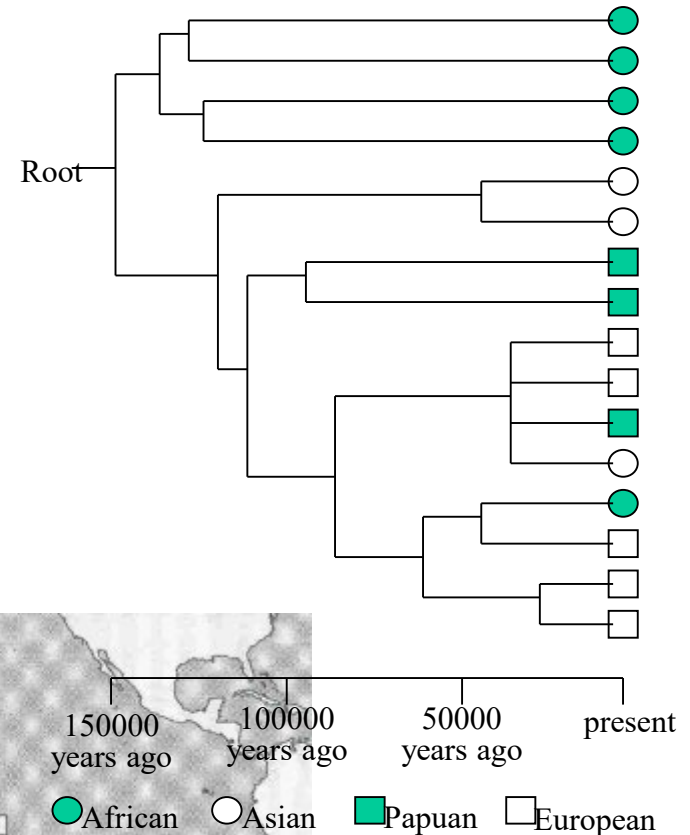 Root
150000 100000 50000 present
years ago years ago years ago
African Asian Papuan European